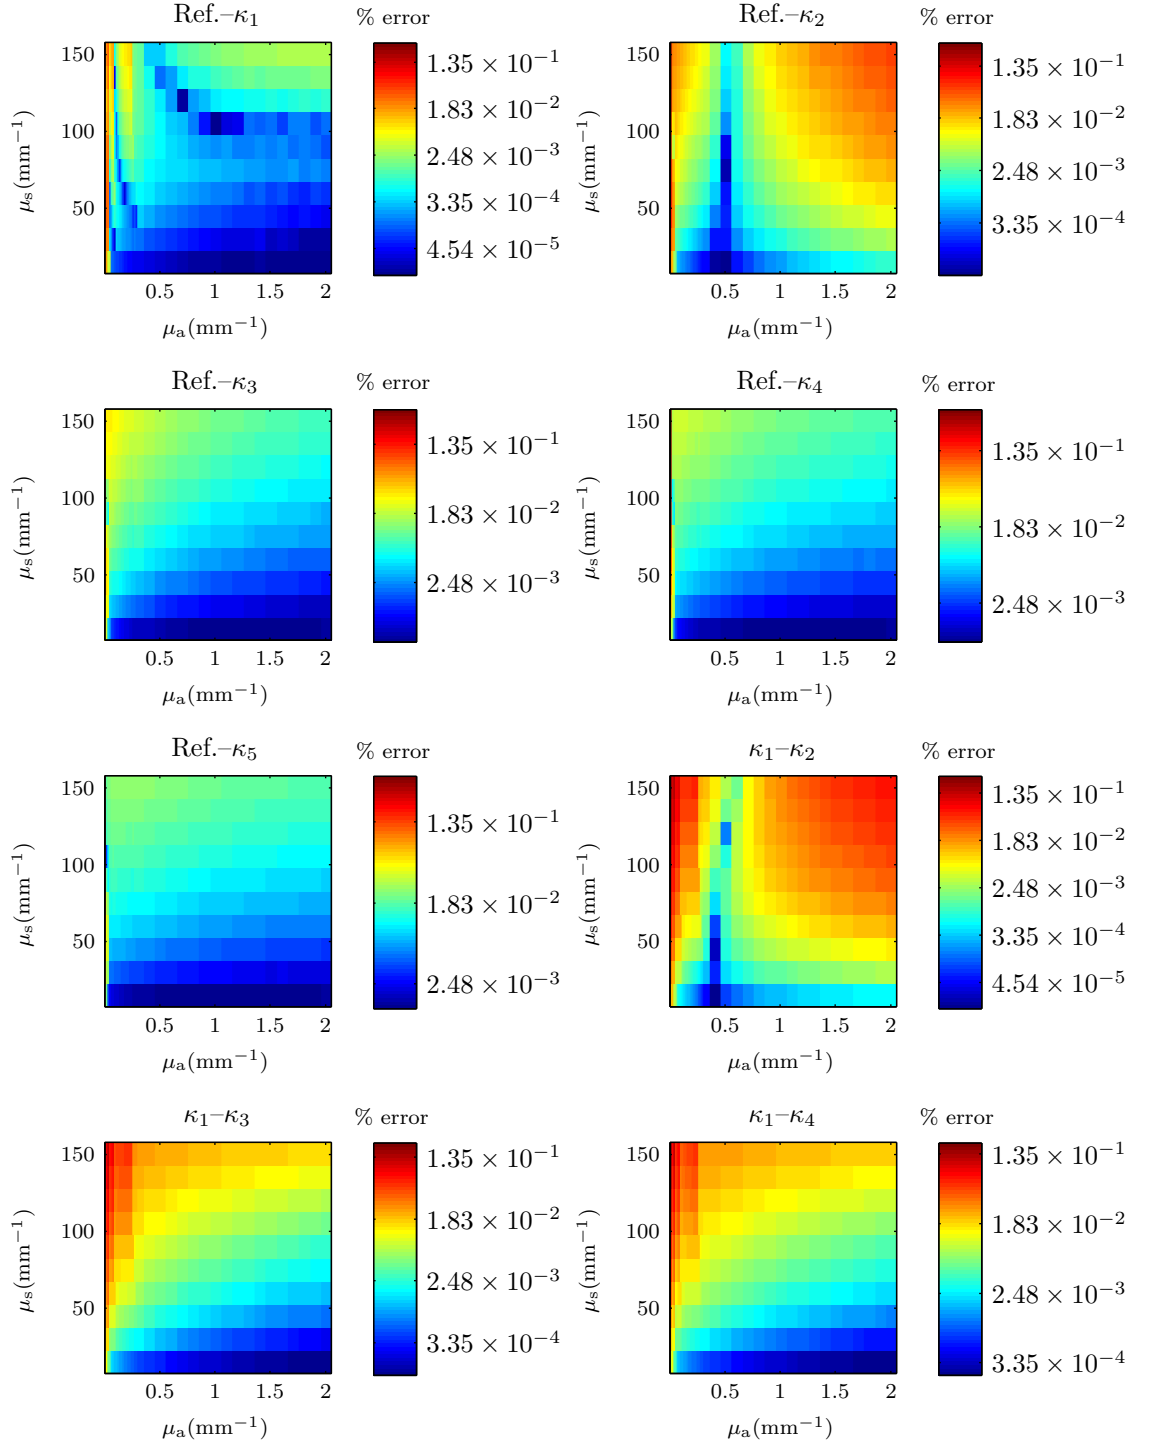 Ref.–κ₁ % error
150
100
50
0.5 1 1.5 2
μₛ(mm⁻¹)
μₐ(mm⁻¹)
1.35 × 10⁻¹
1.83 × 10⁻²
2.48 × 10⁻³
3.35 × 10⁻⁴
4.54 × 10⁻⁵
Ref.–κ₂ % error
150
100
50
0.5 1 1.5 2
μₛ(mm⁻¹)
μₐ(mm⁻¹)
1.35 × 10⁻¹
1.83 × 10⁻²
2.48 × 10⁻³
3.35 × 10⁻⁴
Ref.–κ₃ % error
150
100
50
0.5 1 1.5 2
μₛ(mm⁻¹)
μₐ(mm⁻¹)
1.35 × 10⁻¹
1.83 × 10⁻²
2.48 × 10⁻³
Ref.–κ₄ % error
150
100
50
0.5 1 1.5 2
μₛ(mm⁻¹)
μₐ(mm⁻¹)
1.35 × 10⁻¹
1.83 × 10⁻²
2.48 × 10⁻³
Ref.–κ₅ % error
150
100
50
0.5 1 1.5 2
μₛ(mm⁻¹)
μₐ(mm⁻¹)
1.35 × 10⁻¹
1.83 × 10⁻²
2.48 × 10⁻³
κ₁–κ₂ % error
150
100
50
0.5 1 1.5 2
μₛ(mm⁻¹)
μₐ(mm⁻¹)
1.35 × 10⁻¹
1.83 × 10⁻²
2.48 × 10⁻³
3.35 × 10⁻⁴
4.54 × 10⁻⁵
κ₁–κ₃ % error
150
100
50
0.5 1 1.5 2
μₛ(mm⁻¹)
μₐ(mm⁻¹)
1.35 × 10⁻¹
1.83 × 10⁻²
2.48 × 10⁻³
3.35 × 10⁻⁴
κ₁–κ₄ % error
150
100
50
0.5 1 1.5 2
μₛ(mm⁻¹)
μₐ(mm⁻¹)
1.35 × 10⁻¹
1.83 × 10⁻²
2.48 × 10⁻³
3.35 × 10⁻⁴